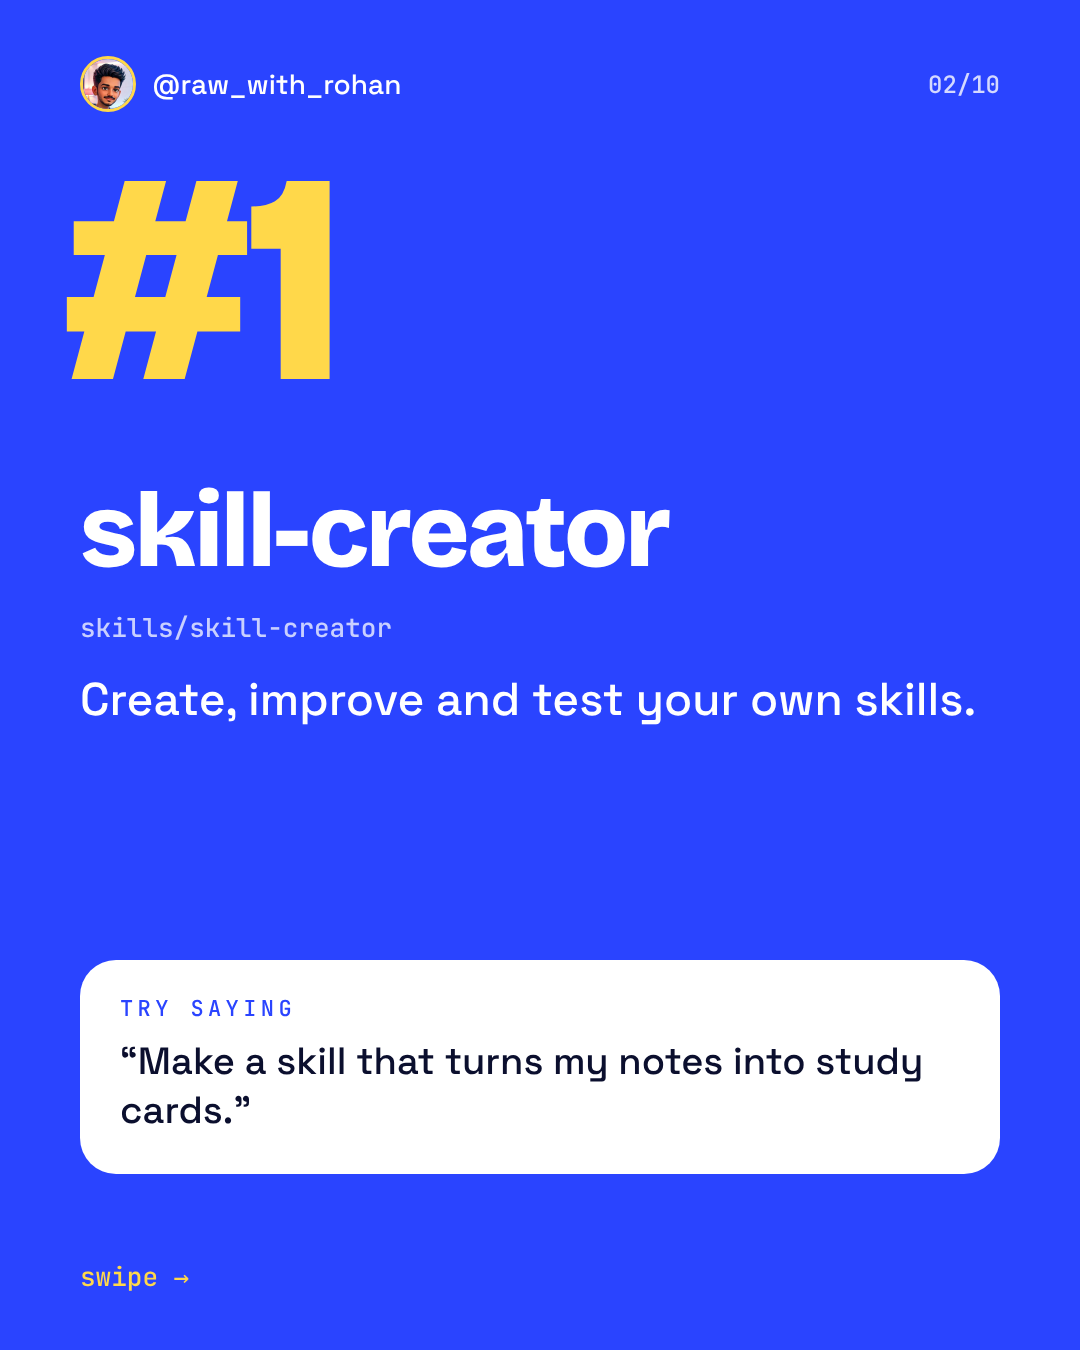 @raw_with_rohan
02/10
#1
skill-creator
skills/skill-creator
Create, improve and test your own skills.
TRY SAYING
“Make a skill that turns my notes into study
cards.”
swipe →